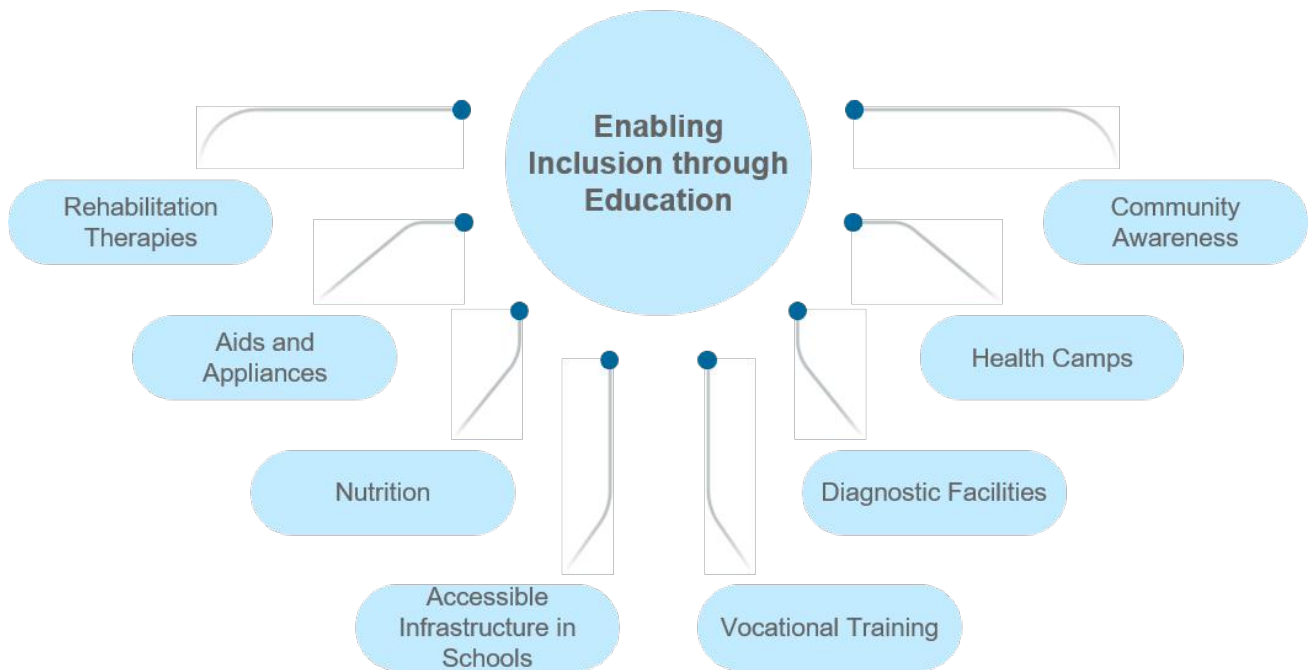 Enabling
Inclusion through
Education
Rehabilitation
Therapies
Community
Awareness
Aids and
Appliances
Health Camps
Nutrition
Diagnostic Facilities
Accessible
Infrastructure in
Schools
Vocational Training